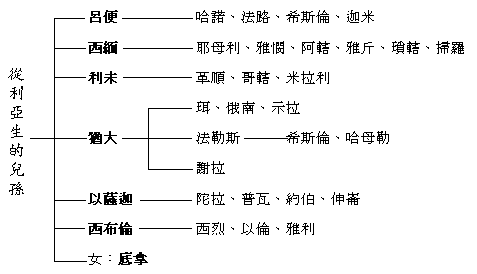 從利亞生的兒孫
呂便 哈諾、法路、希斯倫、迦米
西緬 耶母利、雅憫、阿轄、雅斤、瑣轄、掃羅
利未 革順、哥轄、米拉利
猶大 珥、俄南、示拉
法勒斯 希斯倫、哈母勒
謝拉
以薩迦 陀拉、普瓦、約伯、伸崙
西布倫 西烈、以倫、雅利
女：底拿